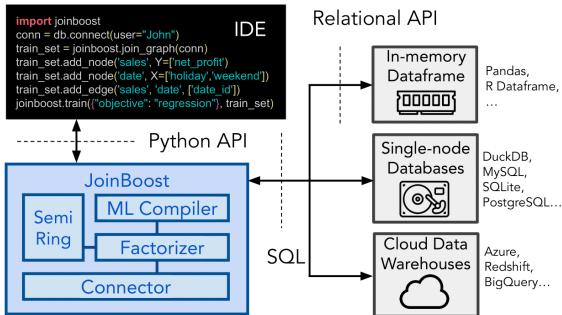 import joinboost
conn = db.connect(user="John")
train_set = joinboost.join_graph(conn)
train_set.add_node('sales', Y=['net_profit')
train_set.add_node('date', X=['holiday','weekend'])
train_set.add_edge('sales', 'date', ['date_id'])
joinboost.train({"objective": "regression"}, train_set)
IDE
Relational API
Python API
JoinBoost
Semi
Ring
ML Compiler
Factorizer
Connector
SQL
In-memory
Dataframe
Pandas,
R Dataframe,
…
Single-node
Databases
DuckDB,
MySQL,
SQLite,
PostgreSQL…
Cloud Data
Warehouses
Azure,
Redshift,
BigQuery…